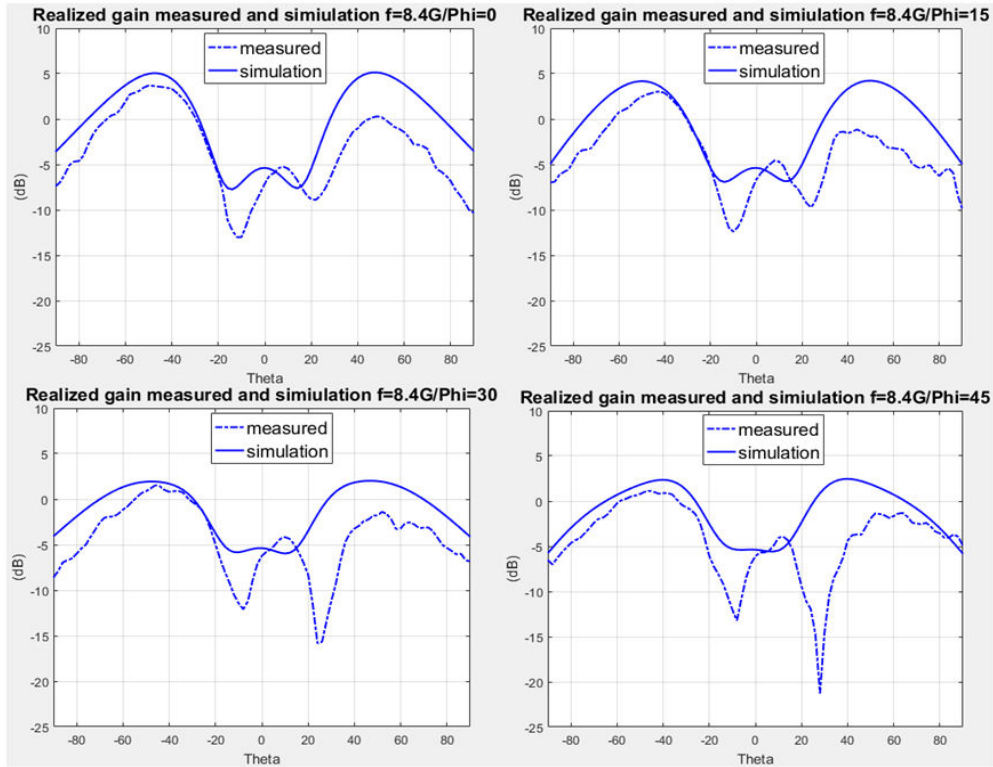 Realized gain measured and simiulation f=8.4G/Phi=0
10
5
0
-5
-10
-15
-20
-25
(dB)
measured
simulation
-80 -60 -40 -20 0 20 40 60 80
Theta
Realized gain measured and simiulation f=8.4G/Phi=15
10
5
0
-5
-10
-15
-20
-25
(dB)
measured
simulation
-80 -60 -40 -20 0 20 40 60 80
Theta
Realized gain measured and simiulation f=8.4G/Phi=30
10
5
0
-5
-10
-15
-20
-25
(dB)
measured
simulation
-80 -60 -40 -20 0 20 40 60 80
Theta
Realized gain measured and simiulation f=8.4G/Phi=45
10
5
0
-5
-10
-15
-20
-25
(dB)
measured
simulation
-80 -60 -40 -20 0 20 40 60 80
Theta